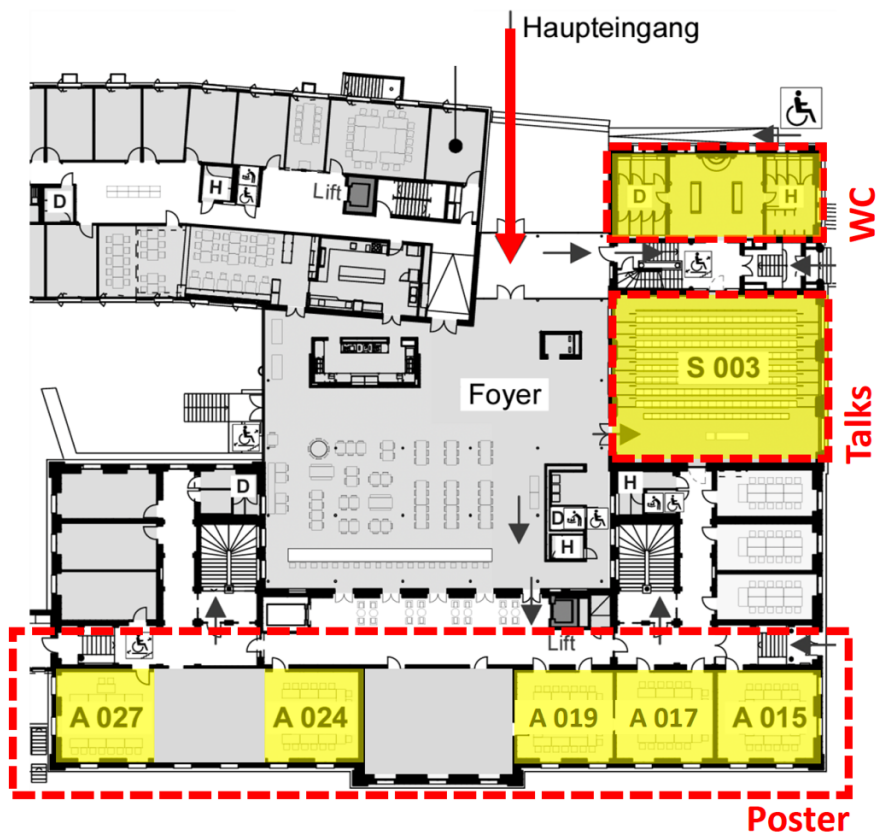 Haupteingang
D
H
WC
H
Lift
D
S 003
Talks
Foyer
D
H
D
H
Lift
A 027
A 024
A 019
A 017
A 015
Poster